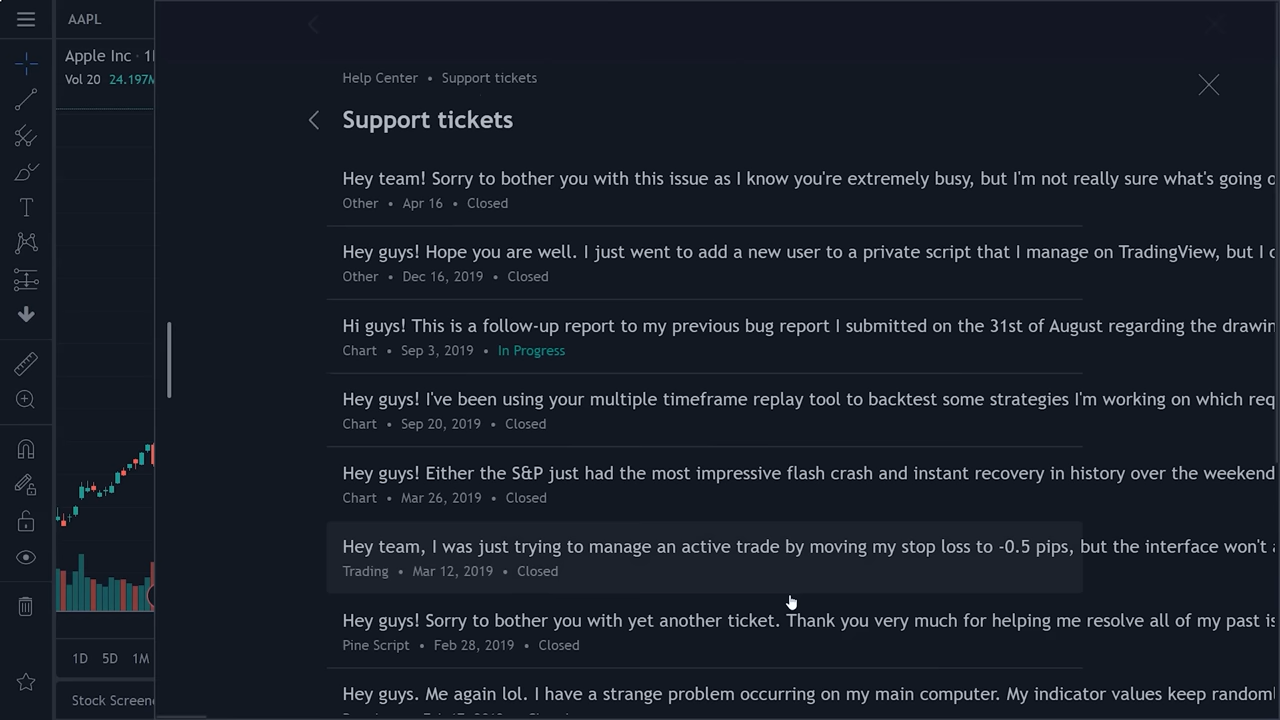 AAPL
Apple Inc · 1
Vol 20 24.197M
Help Center • Support tickets
Support tickets
Hey team! Sorry to bother you with this issue as I know you're extremely busy, but I'm not really sure what's going
Other • Apr 16 • Closed
Hey guys! Hope you are well. I just went to add a new user to a private script that I manage on TradingView, but I
Other • Dec 16, 2019 • Closed
Hi guys! This is a follow-up report to my previous bug report I submitted on the 31st of August regarding the drawin
Chart • Sep 3, 2019 • In Progress
Hey guys! I've been using your multiple timeframe replay tool to backtest some strategies I'm working on which req
Chart • Sep 20, 2019 • Closed
Hey guys! Either the S&P just had the most impressive flash crash and instant recovery in history over the weekend
Chart • Mar 26, 2019 • Closed
Hey team, I was just trying to manage an active trade by moving my stop loss to -0.5 pips, but the interface won't
Trading • Mar 12, 2019 • Closed
Hey guys! Sorry to bother you with yet another ticket. Thank you very much for helping me resolve all of my past is
Pine Script • Feb 28, 2019 • Closed
Hey guys. Me again lol. I have a strange problem occurring on my main computer. My indicator values keep random
1D 5D 1M
Stock Screen